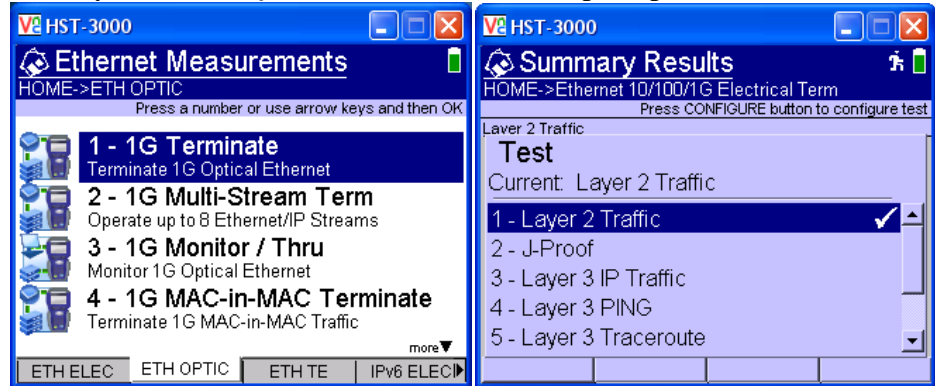 V2 HST-3000
Ethernet Measurements
HOME->ETH OPTIC
Press a number or use arrow keys and then OK
1 - 1G Terminate
Terminate 1G Optical Ethernet
2 - 1G Multi-Stream Term
Operate up to 8 Ethernet/IP Streams
3 - 1G Monitor / Thru
Monitor 1G Optical Ethernet
4 - 1G MAC-in-MAC Terminate
Terminate 1G MAC-in-MAC Traffic
more
ETH ELEC ETH OPTIC ETH TE IPv6 ELEC
V2 HST-3000
Summary Results
HOME->Ethernet 10/100/1G Electrical Term
Press CONFIGURE button to configure test
Layer 2 Traffic
Test
Current: Layer 2 Traffic
1 - Layer 2 Traffic
2 - J-Proof
3 - Layer 3 IP Traffic
4 - Layer 3 PING
5 - Layer 3 Traceroute